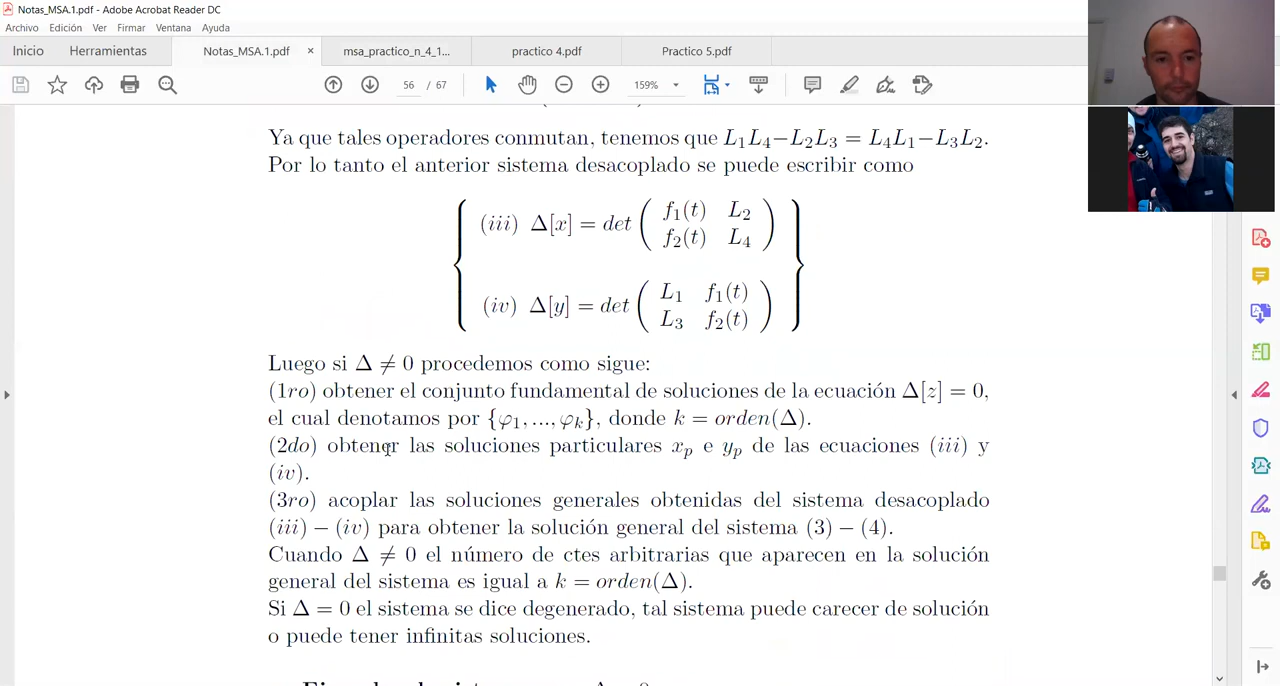 Notas_MSA.1.pdf - Adobe Acrobat Reader DC
Archivo Edición Ver Firmar Ventana Ayuda
Inicio Herramientas Notas_MSA.1.pdf × msa_practico_n_4_1... practico 4.pdf Practico 5.pdf
56 / 67 159%
Ya que tales operadores conmutan, tenemos que L₁L₄−L₂L₃ = L₄L₁−L₃L₂.
Por lo tanto el anterior sistema desacoplado se puede escribir como
(iii) Δ[x] = det ( f₁(t) L₂
f₂(t) L₄ )
(iv) Δ[y] = det ( L₁ f₁(t)
L₃ f₂(t) )
Luego si Δ ≠ 0 procedemos como sigue:
(1ro) obtener el conjunto fundamental de soluciones de la ecuación Δ[z] = 0,
el cual denotamos por {φ₁, ..., φₖ}, donde k = orden(Δ).
(2do) obtener las soluciones particulares xₚ e yₚ de las ecuaciones (iii) y
(iv).
(3ro) acoplar las soluciones generales obtenidas del sistema desacoplado
(iii) − (iv) para obtener la solución general del sistema (3) − (4).
Cuando Δ ≠ 0 el número de ctes arbitrarias que aparecen en la solución
general del sistema es igual a k = orden(Δ).
Si Δ = 0 el sistema se dice degenerado, tal sistema puede carecer de solución
o puede tener infinitas soluciones.